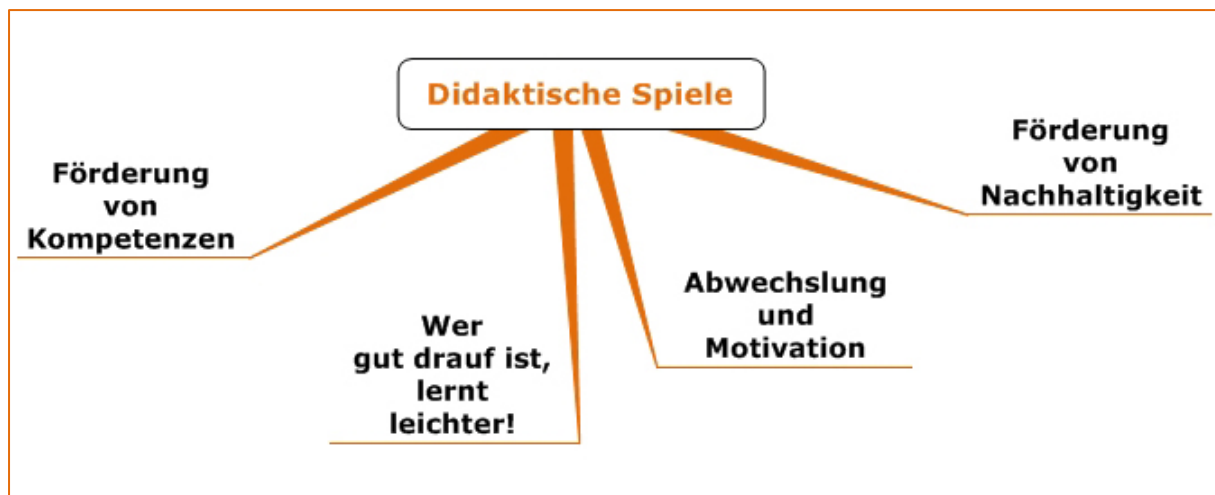 Didaktische Spiele
Förderung
von
Kompetenzen
Wer
gut drauf ist,
lernt
leichter!
Abwechslung
und
Motivation
Förderung
von
Nachhaltigkeit